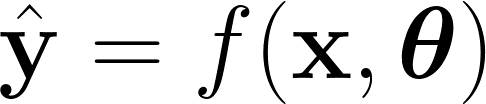 ŷ = f(x, θ)